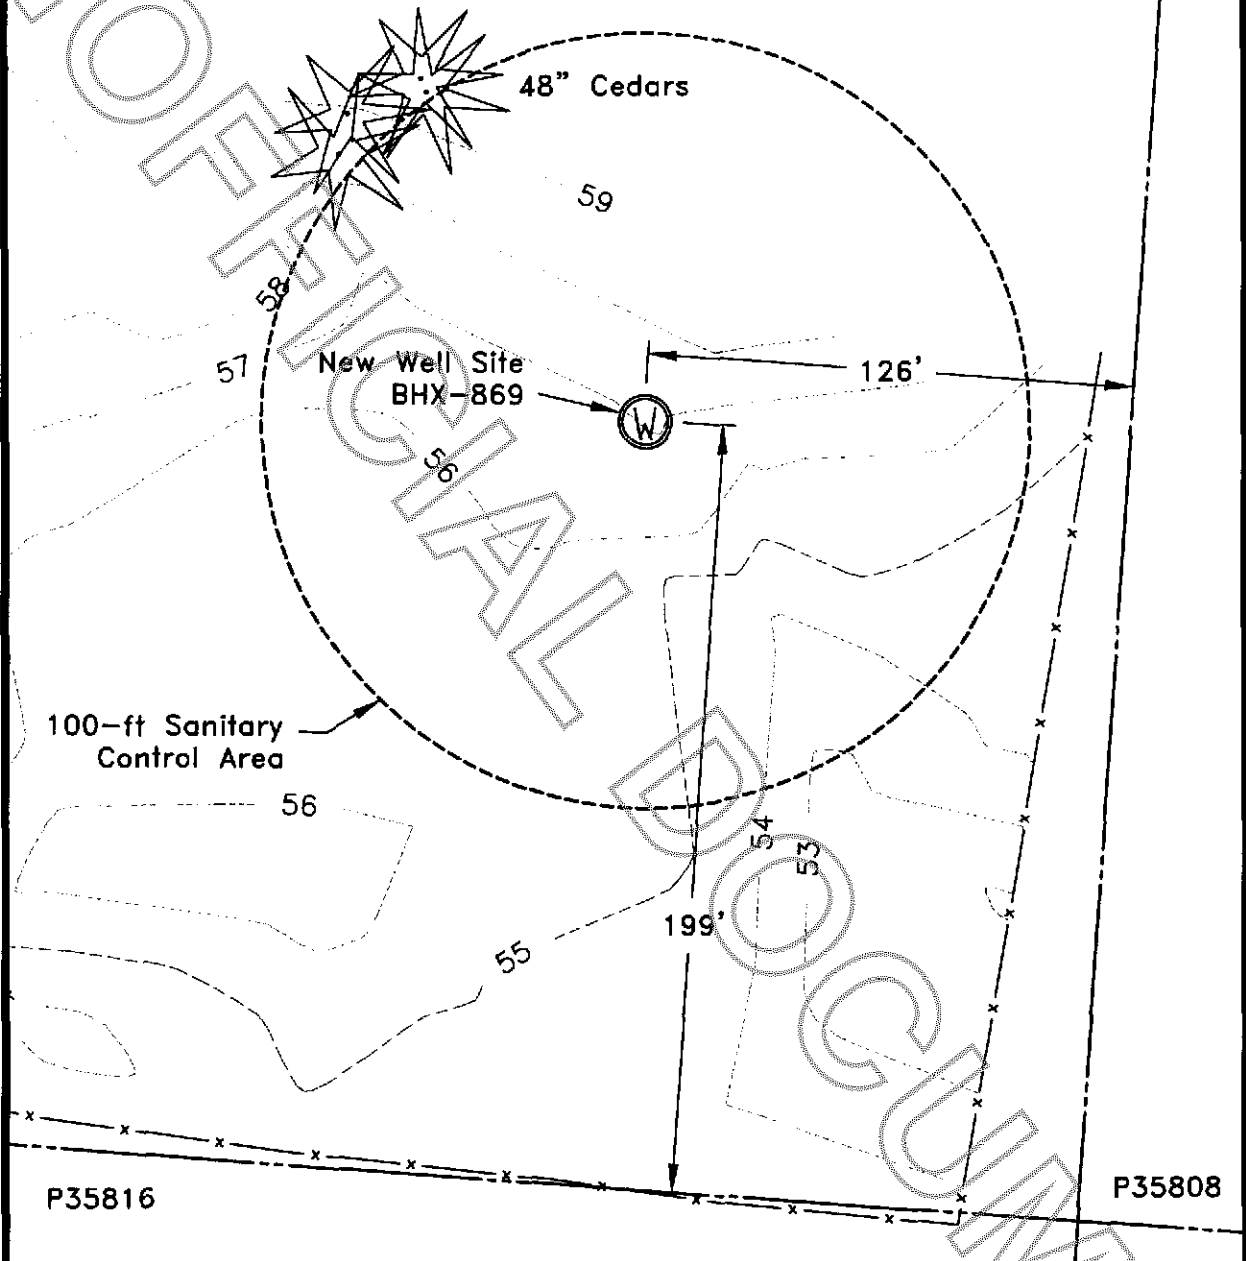 48" Cedars
59
58
57
New Well Site
BHX-869
126'
W
56
100-ft Sanitary
Control Area
56
54
53
199'
55
P35816
P35808
OFFICIAL DOCUM